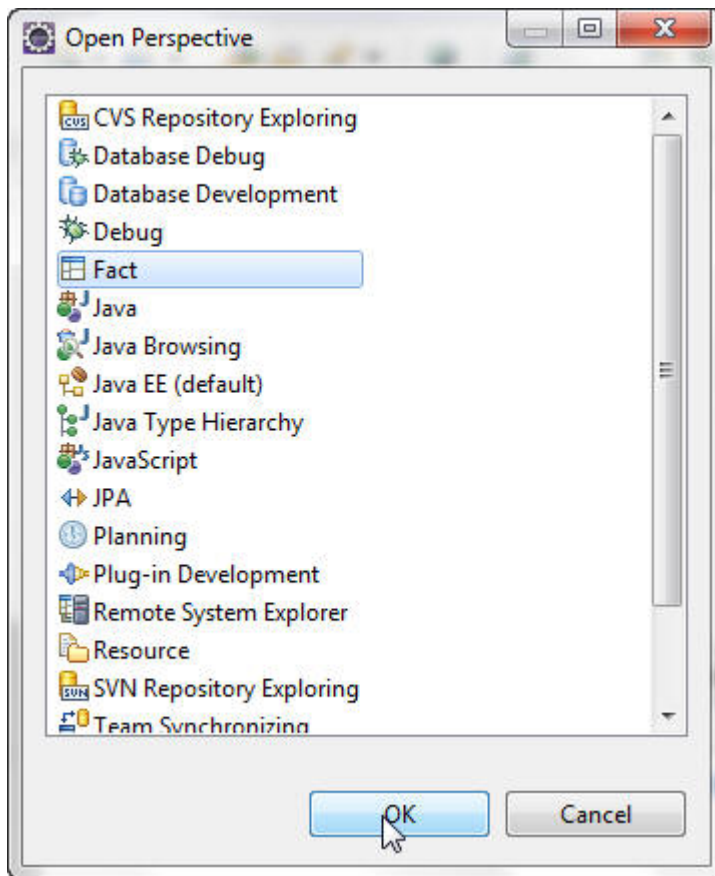 Open Perspective
CVS Repository Exploring
Database Debug
Database Development
Debug
Fact
Java
Java Browsing
Java EE (default)
Java Type Hierarchy
JavaScript
JPA
Planning
Plug-in Development
Remote System Explorer
Resource
SVN Repository Exploring
Team Synchronizing
OK
Cancel